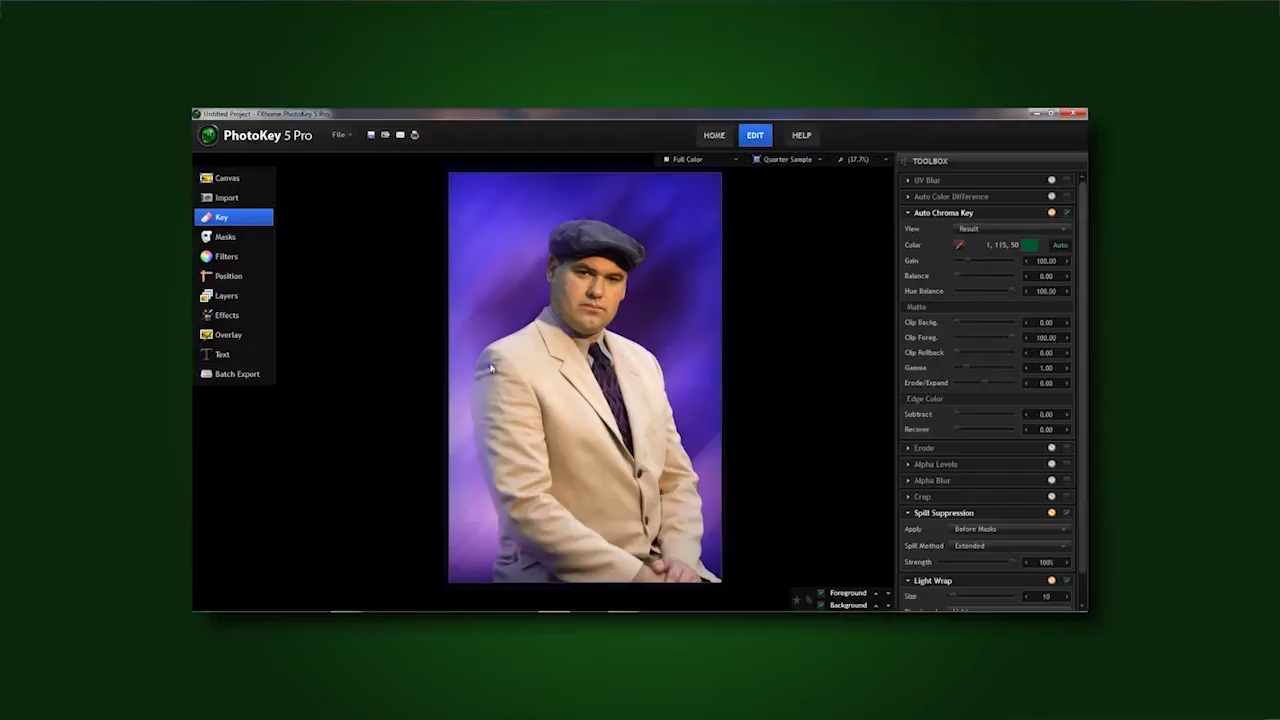 Untitled Project - FXhome PhotoKey 5 Pro
PhotoKey 5 Pro
File
HOME
EDIT
HELP
Full Color
Quarter Sample
(37.7%)
TOOLBOX
Canvas
Import
Key
Masks
Filters
Position
Layers
Effects
Overlay
Text
Batch Export
UV Blur
Auto Color Difference
Auto Chroma Key
View Result
Color 1, 115, 50 Auto
Gain 100.00
Balance 0.00
Hue Balance 100.00
Matte
Clip Backg. 0.00
Clip Foreg. 100.00
Clip Rollback 0.00
Gamma 1.00
Erode/Expand 0.00
Edge Color
Subtract 0.00
Recover 0.00
Erode
Alpha Levels
Alpha Blur
Crop
Spill Suppression
Apply Before Masks
Spill Method Extended
Strength 100%
Light Wrap
Size 10
Foreground
Background